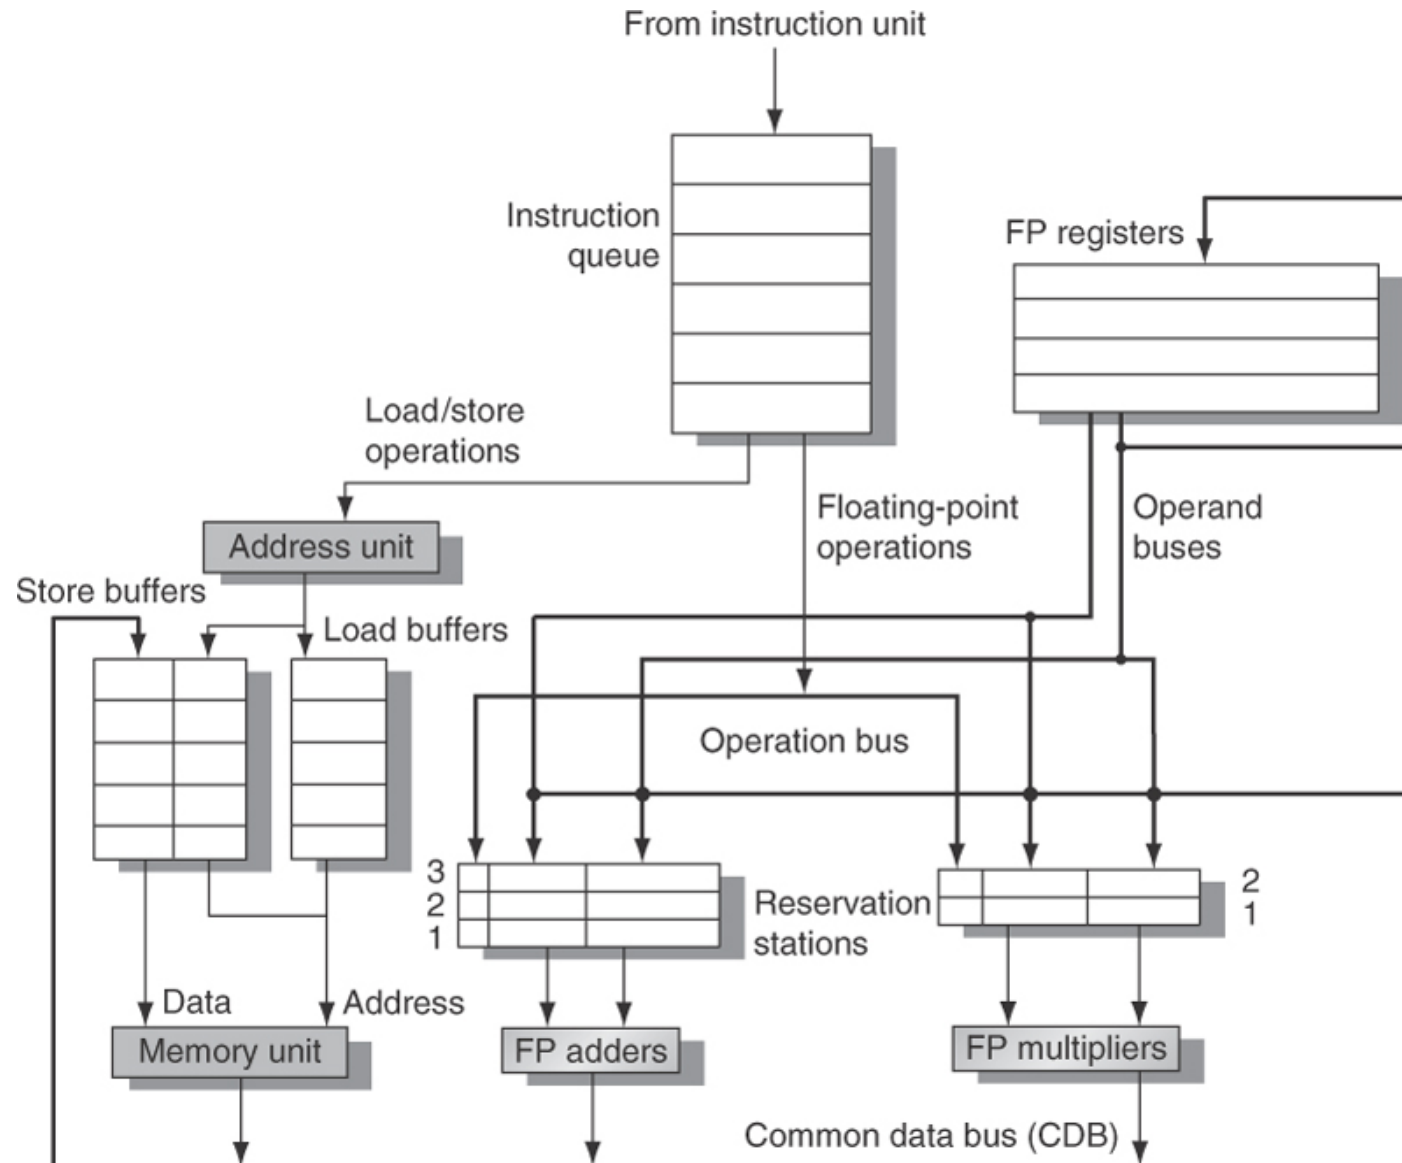 From instruction unit
Instruction
queue
FP registers
Load/store
operations
Floating-point
operations
Operand
buses
Address unit
Store buffers
Load buffers
Operation bus
3
2
1
Reservation
stations
2
1
Data
Address
Memory unit
FP adders
FP multipliers
Common data bus (CDB)